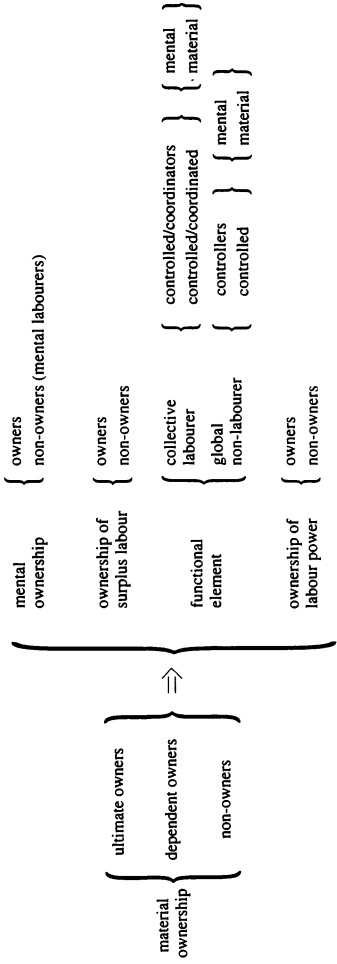 material
ownership
ultimate owners
dependent owners
non-owners
⇒
mental
ownership
owners
non-owners (mental labourers)
ownership of
surplus labour
owners
non-owners
functional
element
collective
labourer
controlled/coordinators
controlled/coordinated
mental
material
global
non-labourer
controllers
controlled
mental
material
ownership of
labour power
owners
non-owners